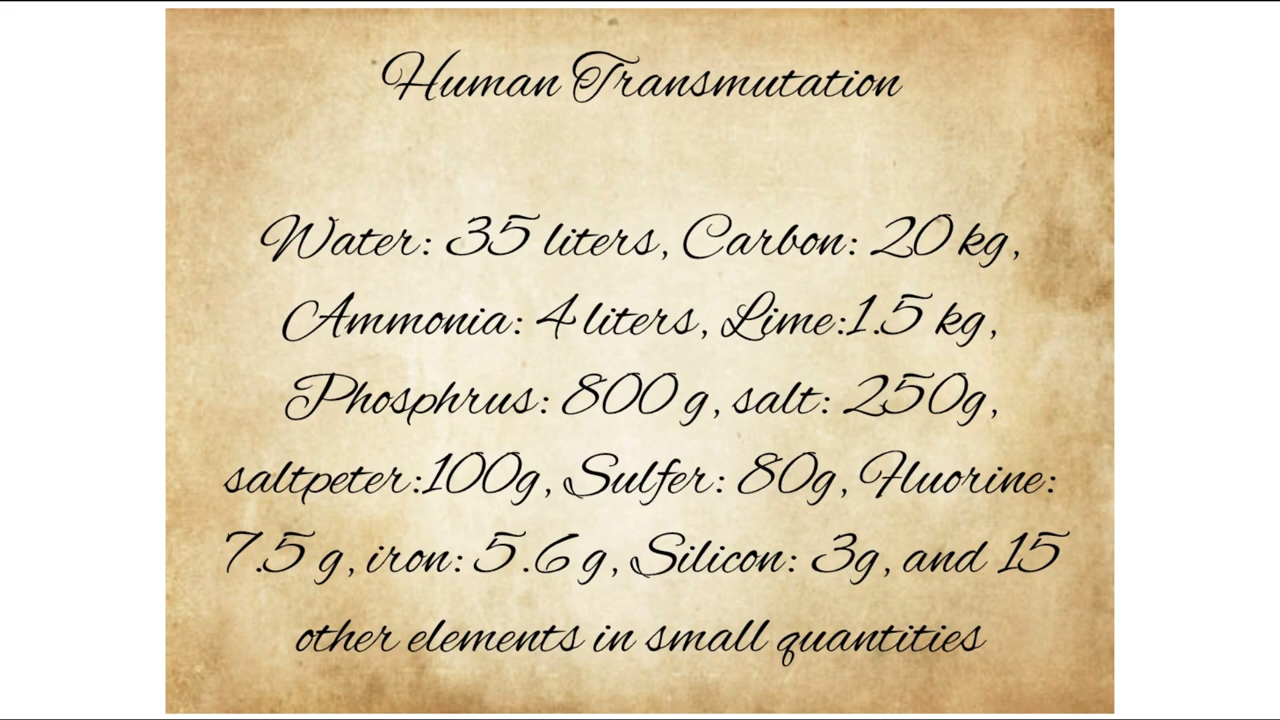 Human Transmutation
Water: 35 liters, Carbon: 20 kg,
Ammonia: 4 liters, Lime:1.5 kg,
Phosphrus: 800 g, salt: 250g,
saltpeter:100g, Sulfer: 80g, Fluorine:
7.5 g, iron: 5.6 g, Silicon: 3g, and 15
other elements in small quantities